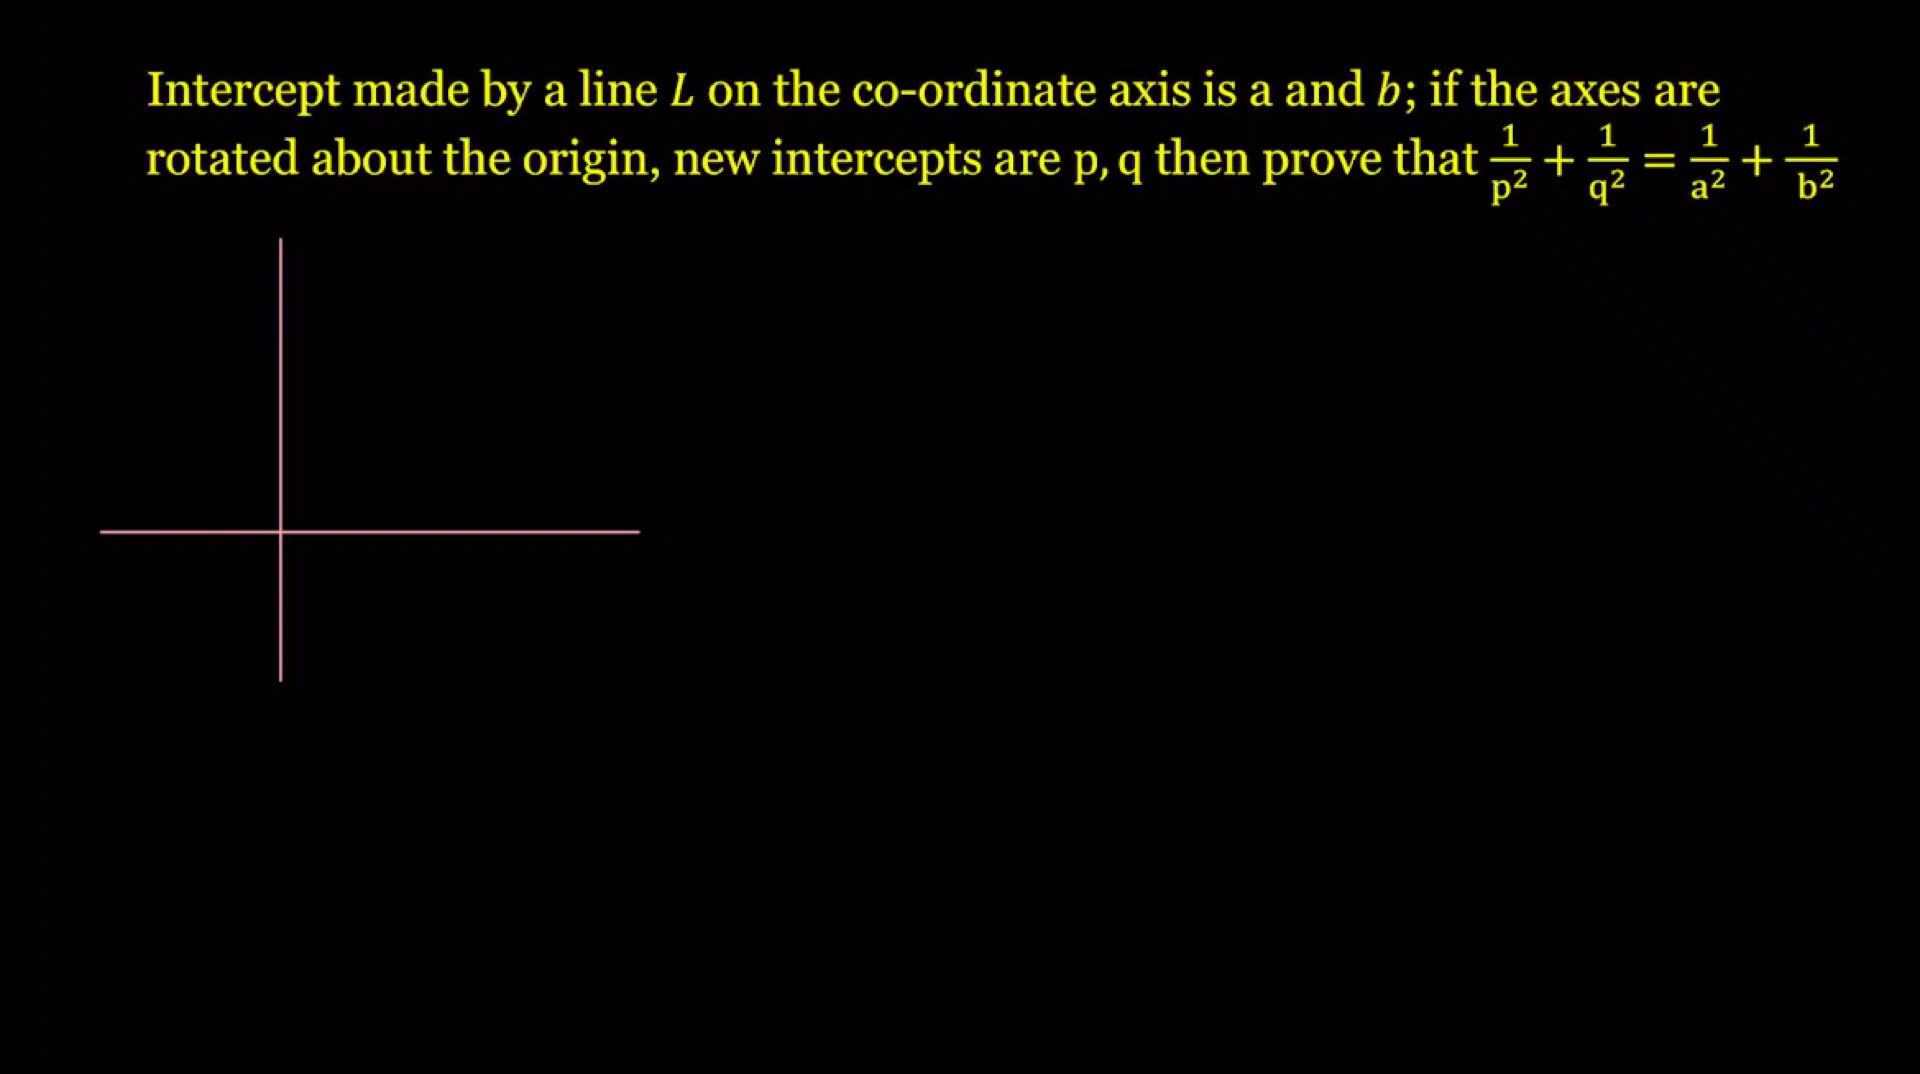 Intercept made by a line L on the co-ordinate axis is a and b; if the axes are
rotated about the origin, new intercepts are p, q then prove that 1/p² + 1/q² = 1/a² + 1/b²